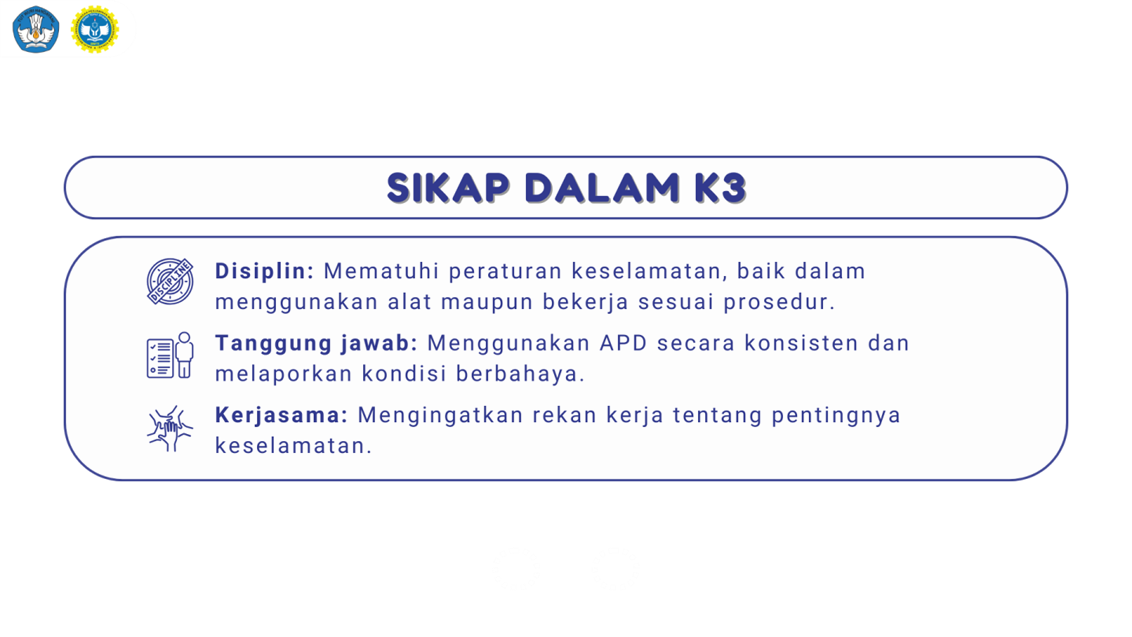 SIKAP DALAM K3
DISCIPLINE
Disiplin: Mematuhi peraturan keselamatan, baik dalam
menggunakan alat maupun bekerja sesuai prosedur.
Tanggung jawab: Menggunakan APD secara konsisten dan
melaporkan kondisi berbahaya.
Kerjasama: Mengingatkan rekan kerja tentang pentingnya
keselamatan.